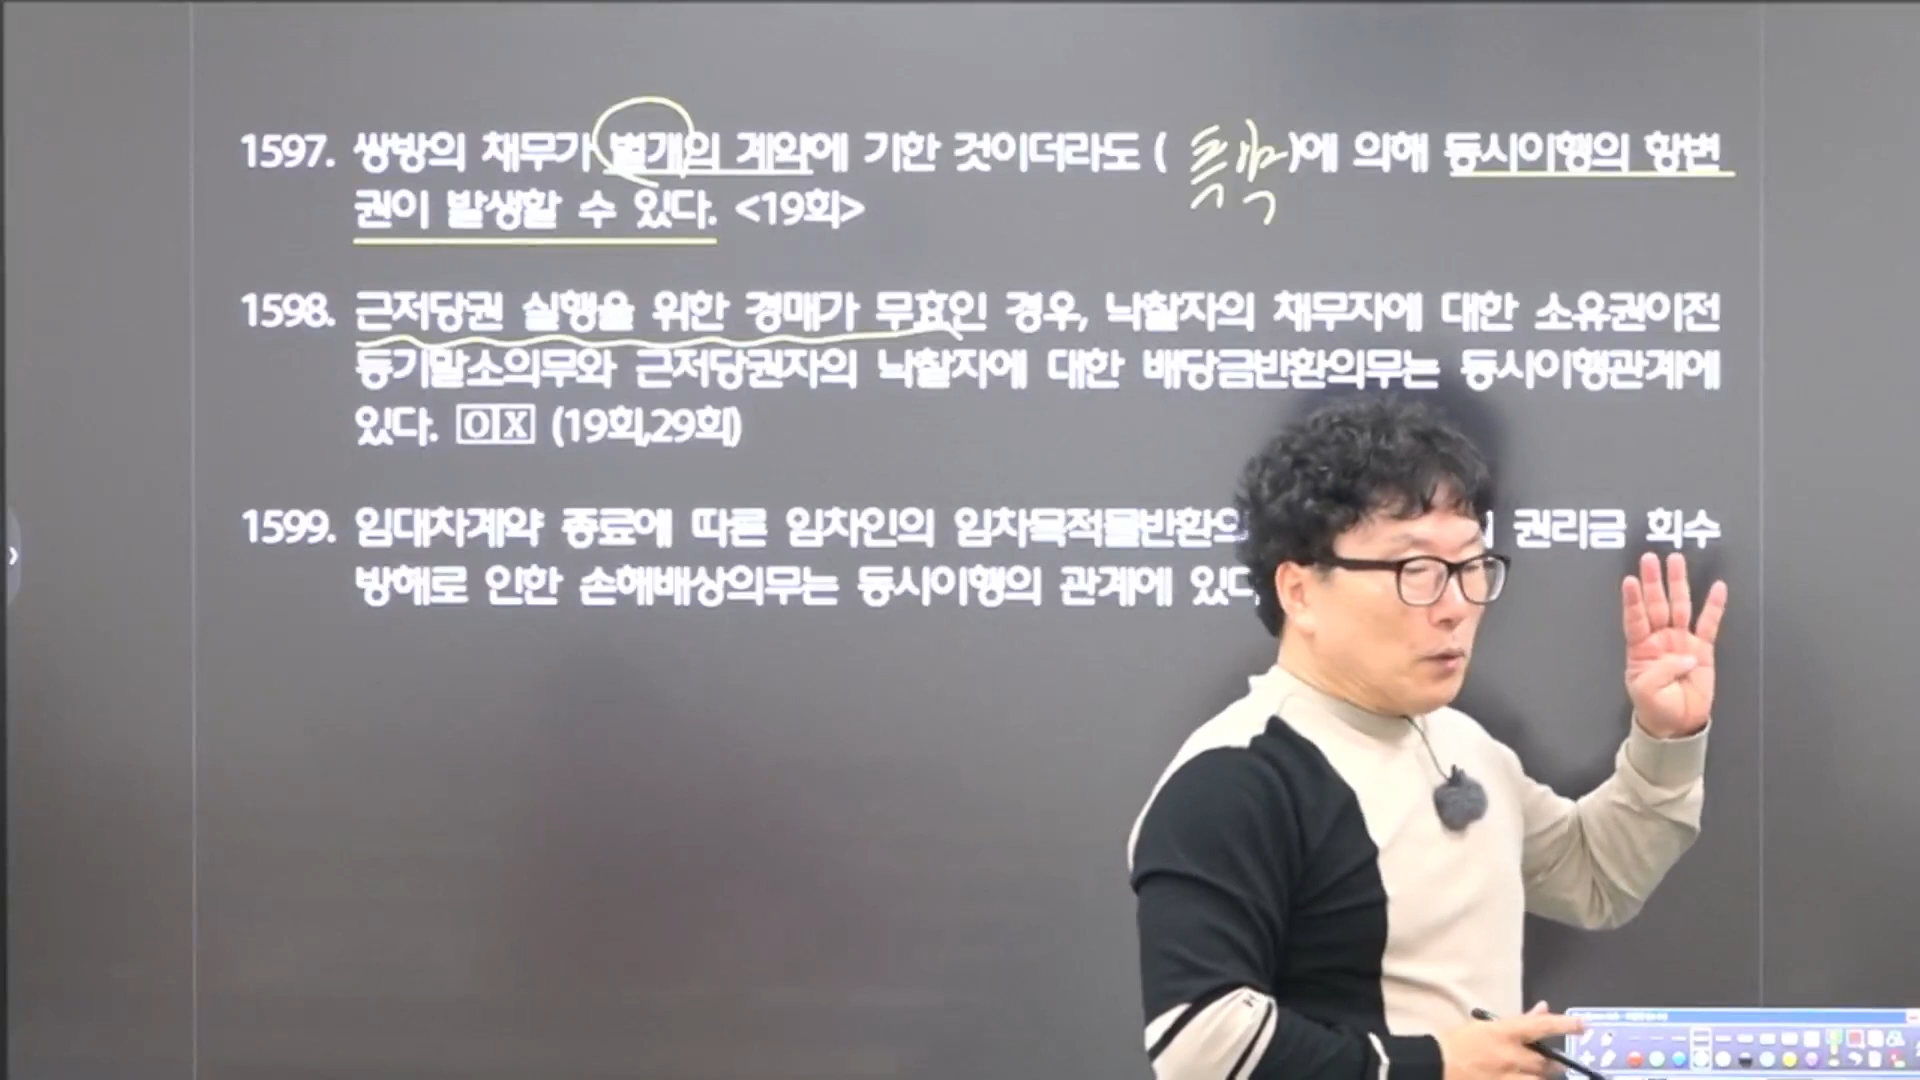 1597. 쌍방의 채무가 별개의 계약에 기한 것이더라도 ( 특약 )에 의해 동시이행의 항변
권이 발생할 수 있다. <19회>
1598. 근저당권 실행을 위한 경매가 무효인 경우, 낙찰자의 채무자에 대한 소유권이전
등기말소의무와 근저당권자의 낙찰자에 대한 배당금반환의무는 동시이행관계에
있다. O X (19회,29회)
1599. 임대차계약 종료에 따른 임차인의 임차목적물반환의 권리금 회수
방해로 인한 손해배상의무는 동시이행의 관계에 있다